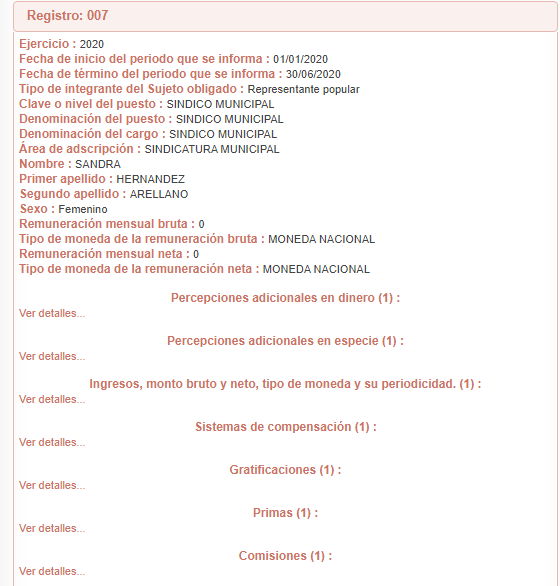 Registro: 007
Ejercicio : 2020
Fecha de inicio del periodo que se informa : 01/01/2020
Fecha de término del periodo que se informa : 30/06/2020
Tipo de integrante del Sujeto obligado : Representante popular
Clave o nivel del puesto : SINDICO MUNICIPAL
Denominación del puesto : SINDICO MUNICIPAL
Denominación del cargo : SINDICO MUNICIPAL
Área de adscripción : SINDICATURA MUNICIPAL
Nombre : SANDRA
Primer apellido : HERNANDEZ
Segundo apellido : ARELLANO
Sexo : Femenino
Remuneración mensual bruta : 0
Tipo de moneda de la remuneración bruta : MONEDA NACIONAL
Remuneración mensual neta : 0
Tipo de moneda de la remuneración neta : MONEDA NACIONAL
Percepciones adicionales en dinero (1) :
Ver detalles...
Percepciones adicionales en especie (1) :
Ver detalles...
Ingresos, monto bruto y neto, tipo de moneda y su periodicidad. (1) :
Ver detalles...
Sistemas de compensación (1) :
Ver detalles...
Gratificaciones (1) :
Ver detalles...
Primas (1) :
Ver detalles...
Comisiones (1) :
Ver detalles...